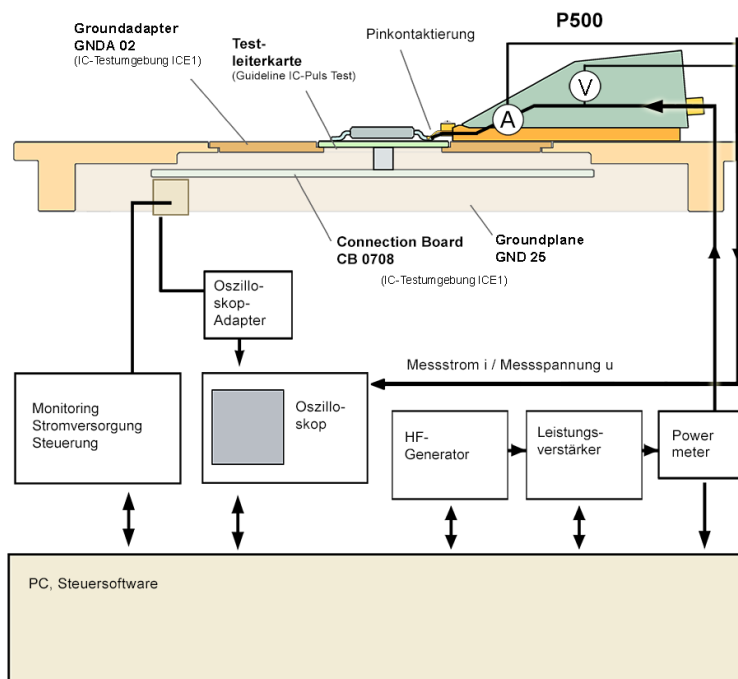 P500
Groundadapter
GNDA 02
(IC-Testumgebung ICE1)
Test-
leiterkarte
(Guideline IC-Puls Test)
Pinkontaktierung
V
A
Connection Board
CB 0708
(IC-Testumgebung ICE1)
Groundplane
GND 25
Oszillo-
skop-
Adapter
Messstrom i / Messspannung u
Monitoring
Stromversorgung
Steuerung
Oszillo-
skop
HF-
Generator
Leistungs-
verstärker
Power
meter
PC, Steuersoftware